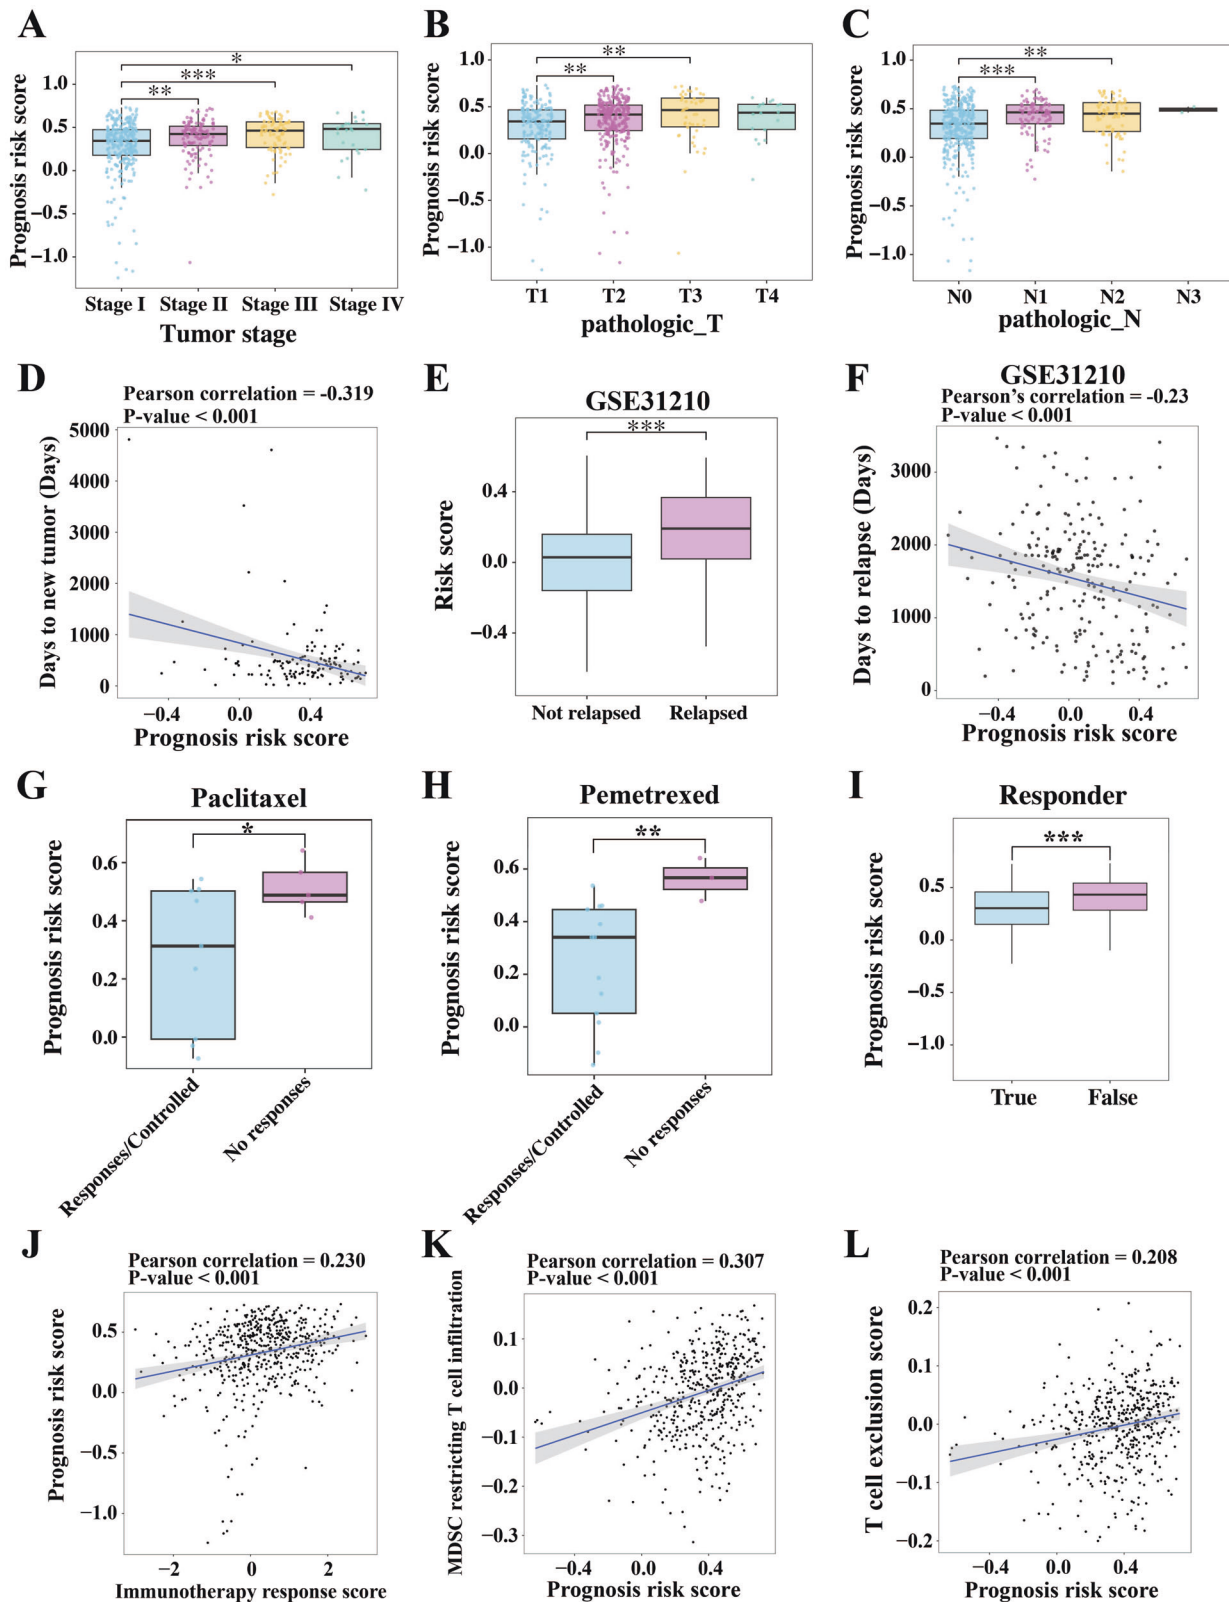 A
Prognosis risk score
1.0
0.5
0.0
−0.5
−1.0
*
***
**
Stage I Stage II Stage III Stage IV
Tumor stage
B
Prognosis risk score
1.0
0.5
0.0
−0.5
−1.0
**
**
T1 T2 T3 T4
pathologic_T
C
Prognosis risk score
1.0
0.5
0.0
−0.5
−1.0
**
***
N0 N1 N2 N3
pathologic_N
D
Pearson correlation = -0.319
P-value < 0.001
Days to new tumor (Days)
5000
4000
3000
2000
1000
0
−0.4 0.0 0.4
Prognosis risk score
E
GSE31210
***
Risk score
0.4
0.0
−0.4
Not relapsed Relapsed
F
GSE31210
Pearson's correlation = -0.23
P-value < 0.001
Days to relapse (Days)
3000
2000
1000
0
−0.4 0.0 0.4
Prognosis risk score
G
Paclitaxel
*
Prognosis risk score
0.6
0.4
0.2
0.0
Responses/Controlled
No responses
H
Pemetrexed
**
Prognosis risk score
0.6
0.4
0.2
0.0
Responses/Controlled
No responses
I
Responder
***
Prognosis risk score
0.5
0.0
−0.5
−1.0
True False
J
Pearson correlation = 0.230
P-value < 0.001
Prognosis risk score
0.5
0.0
−0.5
−1.0
−2 0 2
Immunotherapy response score
K
Pearson correlation = 0.307
P-value < 0.001
MDSC restricting T cell infiltration
0.1
0.0
−0.1
−0.2
−0.3
−0.4 0.0 0.4
Prognosis risk score
L
Pearson correlation = 0.208
P-value < 0.001
T cell exclusion score
0.2
0.1
0.0
−0.1
−0.2
−0.4 0.0 0.4
Prognosis risk score